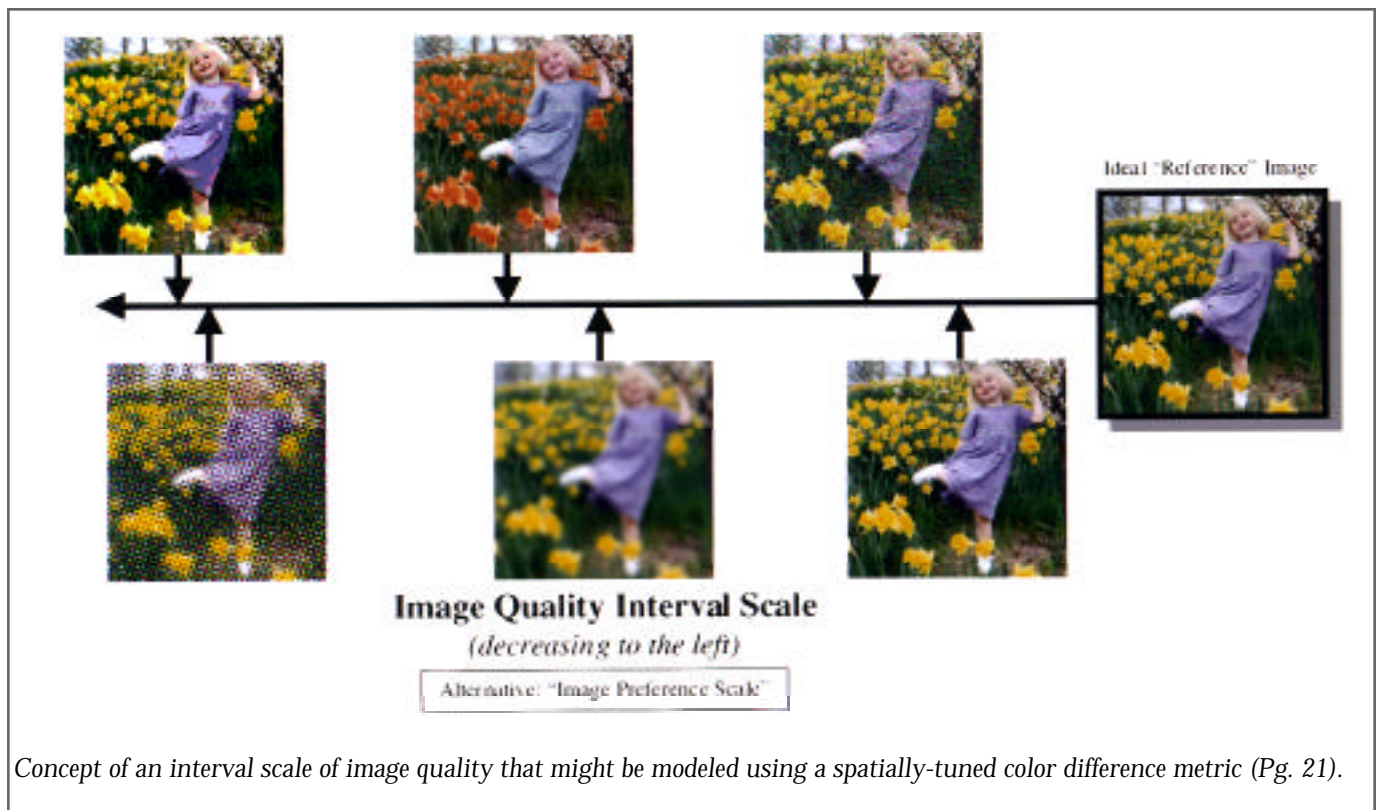 Ideal “Reference” Image
Image Quality Interval Scale
(decreasing to the left)
Alternative: “Image Preference Scale”
Concept of an interval scale of image quality that might be modeled using a spatially-tuned color difference metric (Pg. 21).